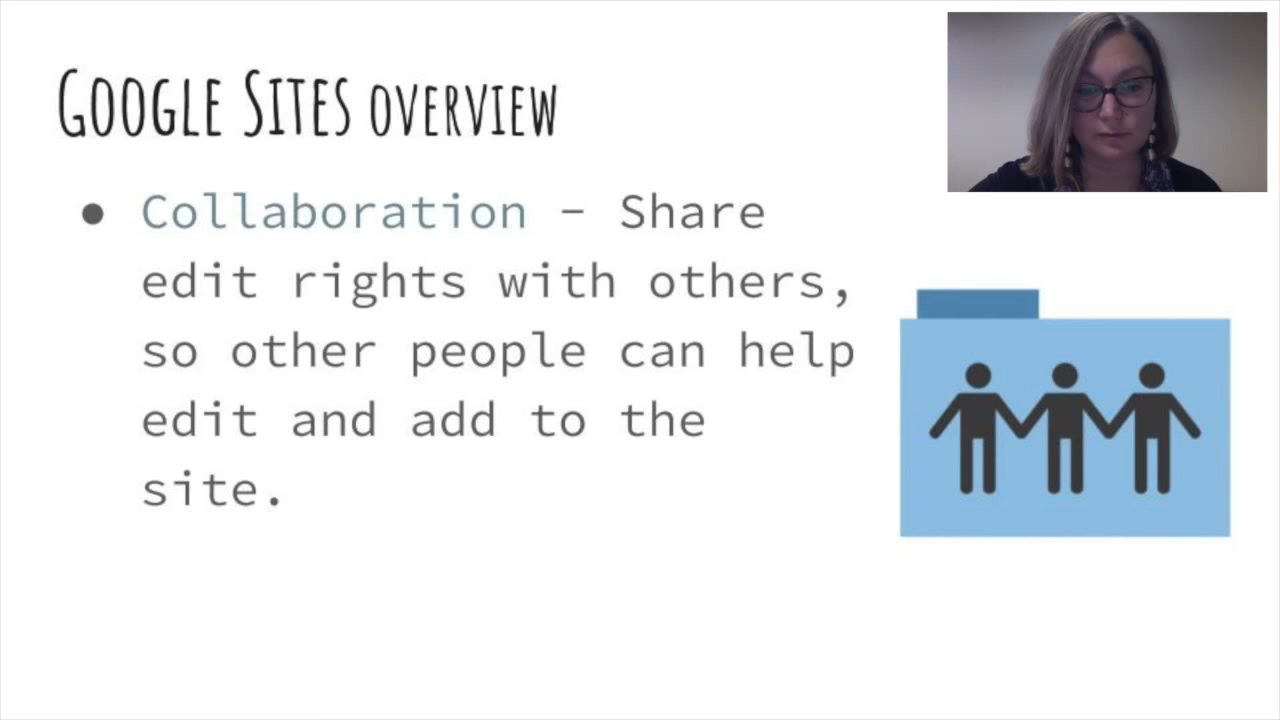 Google Sites overview
● Collaboration – Share
edit rights with others,
so other people can help
edit and add to the
site.